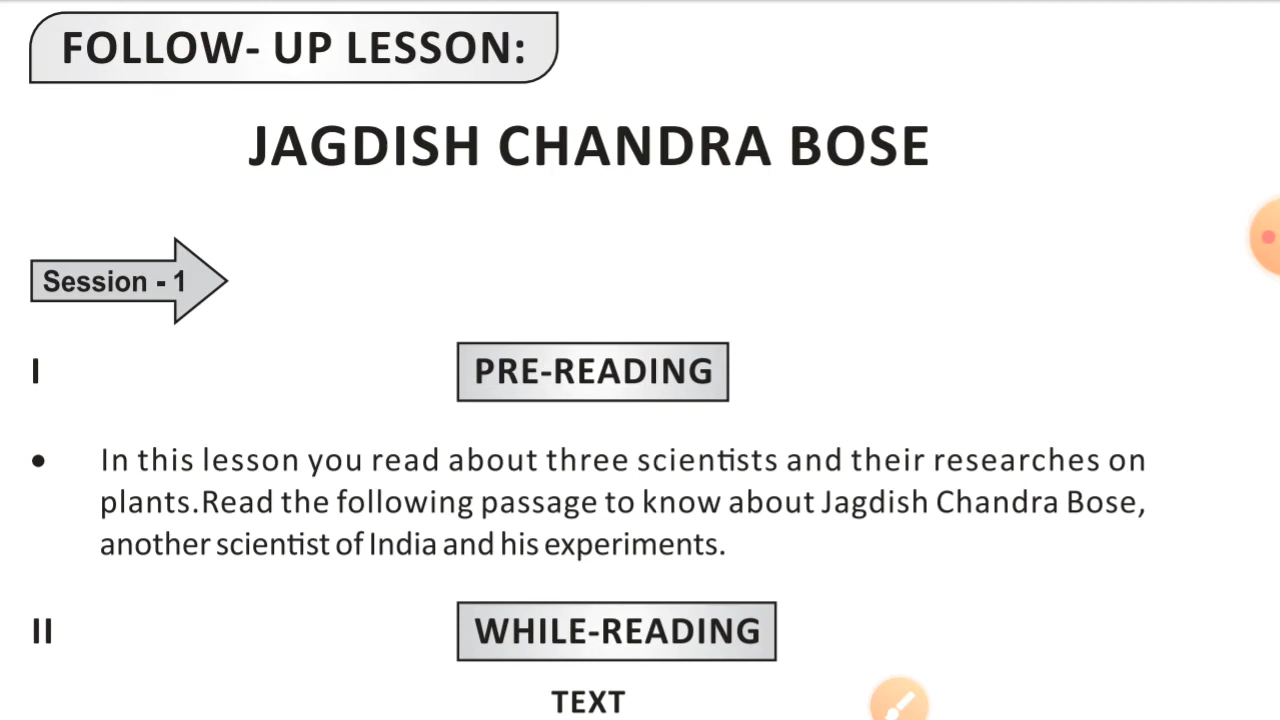 FOLLOW- UP LESSON:
JAGDISH CHANDRA BOSE
Session - 1
I
PRE-READING
• In this lesson you read about three scientists and their researches on
plants.Read the following passage to know about Jagdish Chandra Bose,
another scientist of India and his experiments.
II
WHILE-READING
TEXT